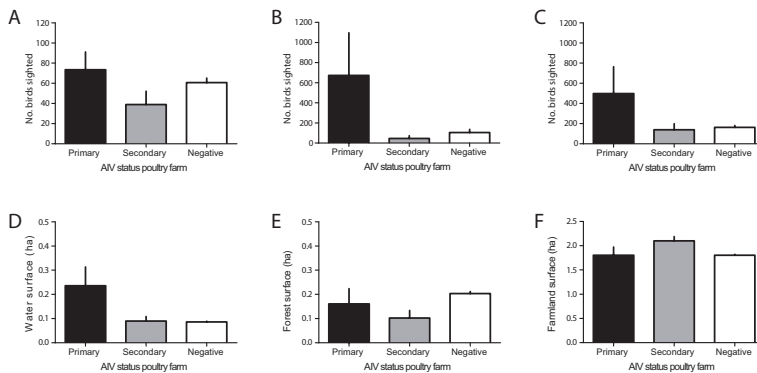 A
No. birds sighted
120
100
80
60
40
20
0
Primary Secondary Negative
AIV status poultry farm
B
No. birds sighted
1200
1000
800
600
400
200
0
Primary Secondary Negative
AIV status poultry farm
C
No. birds sighted
1200
1000
800
600
400
200
0
Primary Secondary Negative
AIV status poultry farm
D
Water surface (ha)
0.5
0.4
0.3
0.2
0.1
0.0
Primary Secondary Negative
AIV status poultry farm
E
Forest surface (ha)
0.5
0.4
0.3
0.2
0.1
0.0
Primary Secondary Negative
AIV status poultry farm
F
Farmland surface (ha)
2.5
2.0
1.5
1.0
0.5
0.0
Primary Secondary Negative
AIV status poultry farm